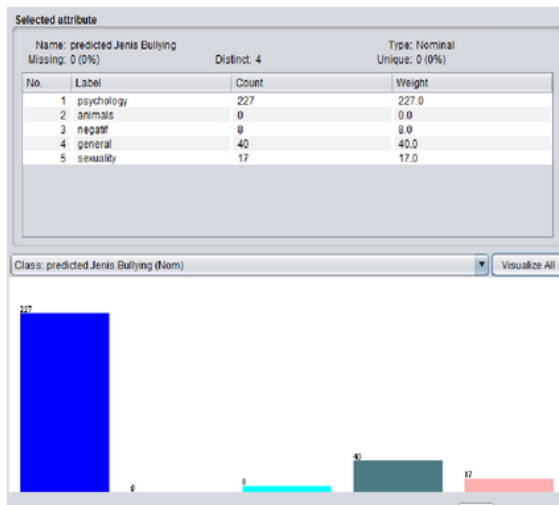 Selected attribute
Name: predicted Jenis Bullying Type: Nominal
Missing: 0 (0%) Distinct: 4 Unique: 0 (0%)
No. Label Count Weight
1 psychology 227 227.0
2 animals 0 0.0
3 negatif 8 8.0
4 general 40 40.0
5 sexuality 17 17.0
Class: predicted Jenis Bullying (Nom) Visualize All
227
0
8
40
17